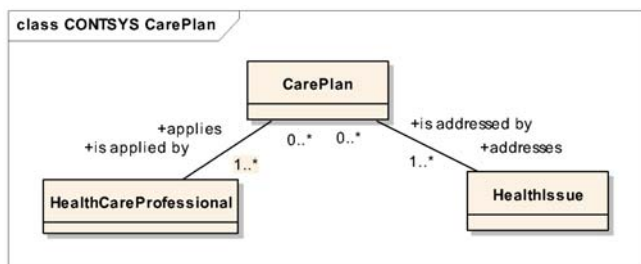 class CONTSYS CarePlan
CarePlan
+applies
+is applied by
0..*
0..*
+is addressed by
+addresses
1..*
1..*
HealthCareProfessional
HealthIssue